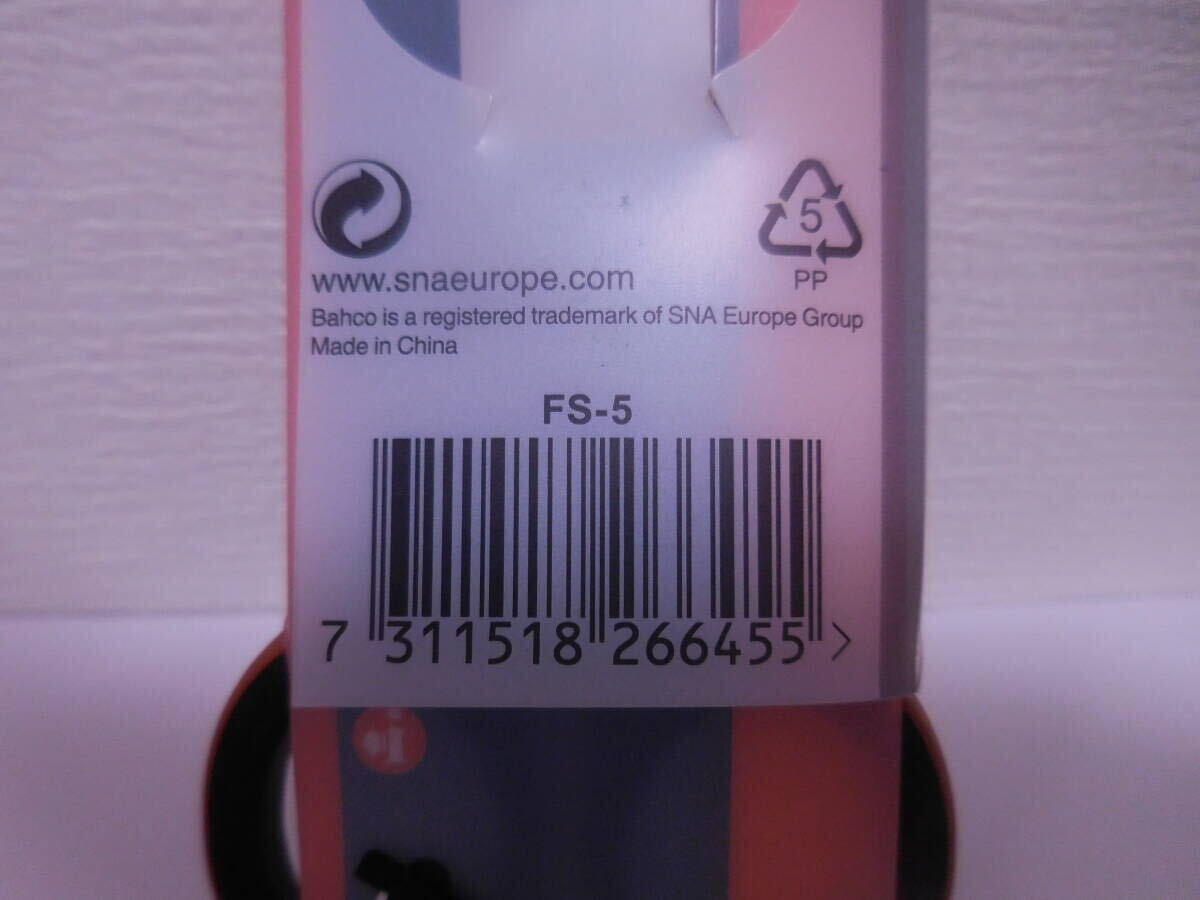 5
PP
www.snaeurope.com
Bahco is a registered trademark of SNA Europe Group
Made in China
FS-5
7 311518 266455 >
+i